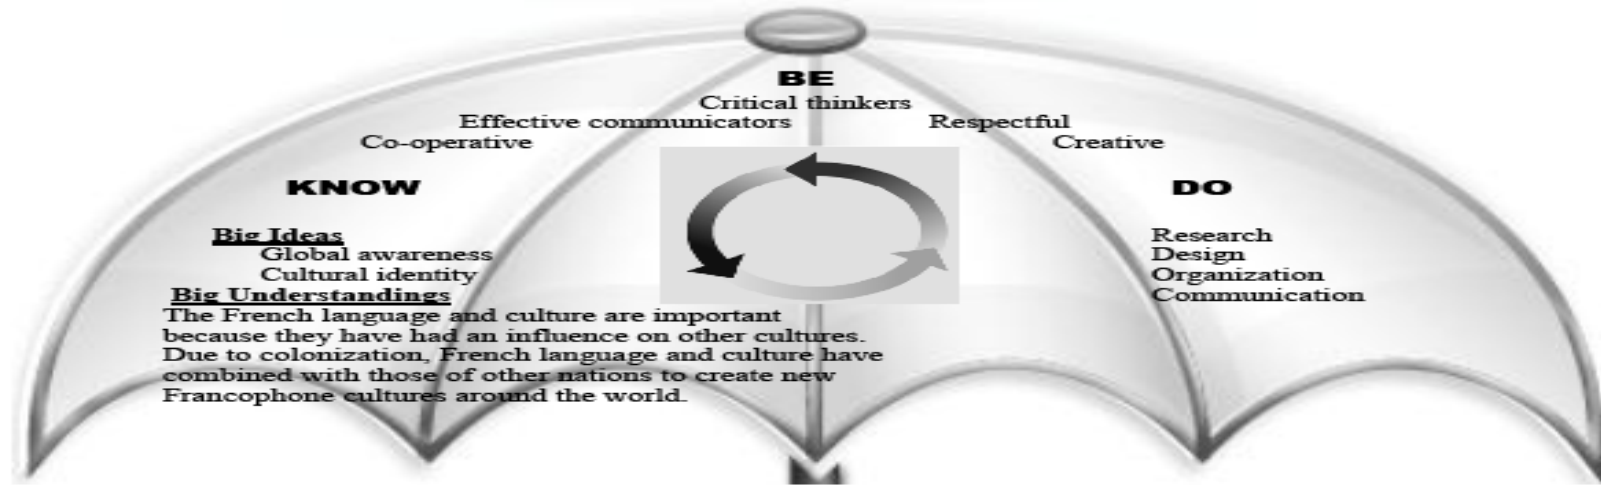 BE
Critical thinkers
Effective communicators Respectful
Co-operative Creative
KNOW DO
Big Ideas Research
Global awareness Design
Cultural identity Organization
Big Understandings Communication
The French language and culture are important
because they have had an influence on other cultures.
Due to colonization, French language and culture have
combined with those of other nations to create new
Francophone cultures around the world.